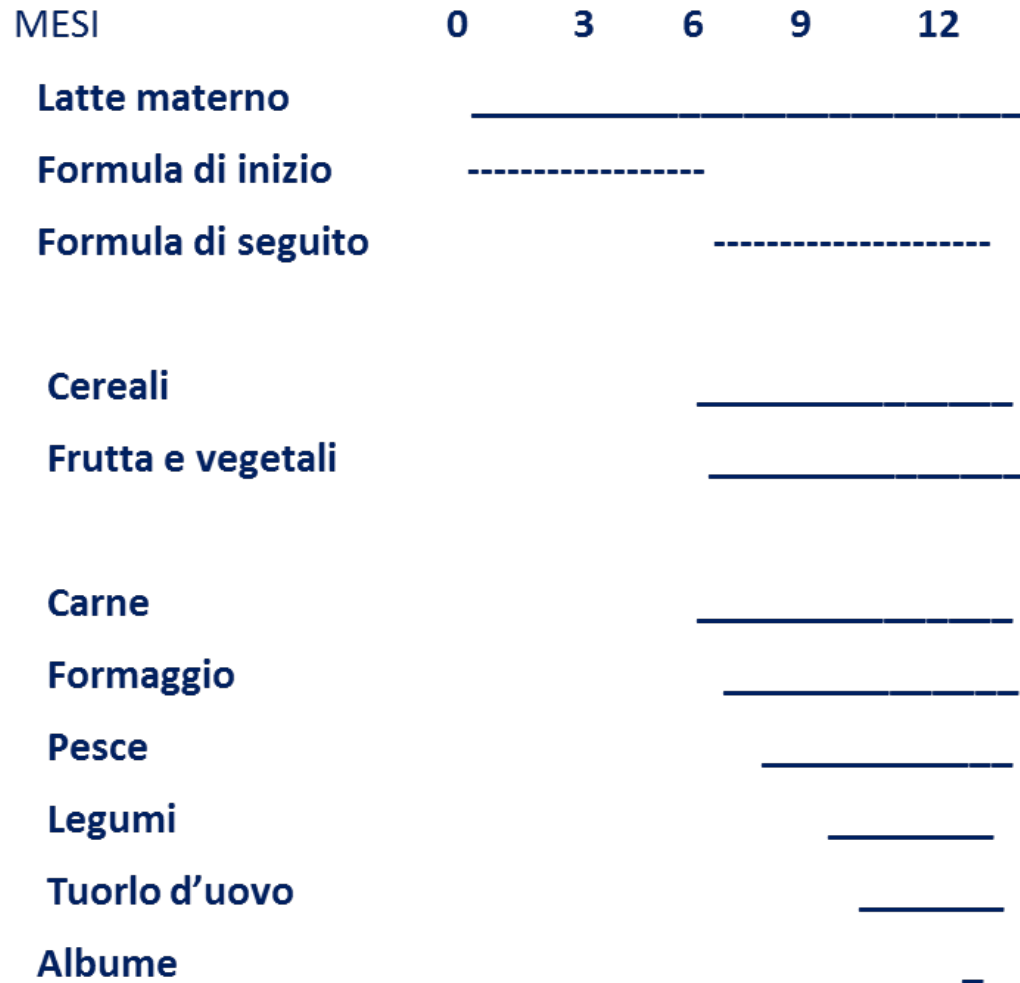 MESI 0 3 6 9 12
Latte materno
Formula di inizio
Formula di seguito
Cereali
Frutta e vegetali
Carne
Formaggio
Pesce
Legumi
Tuorlo d’uovo
Albume